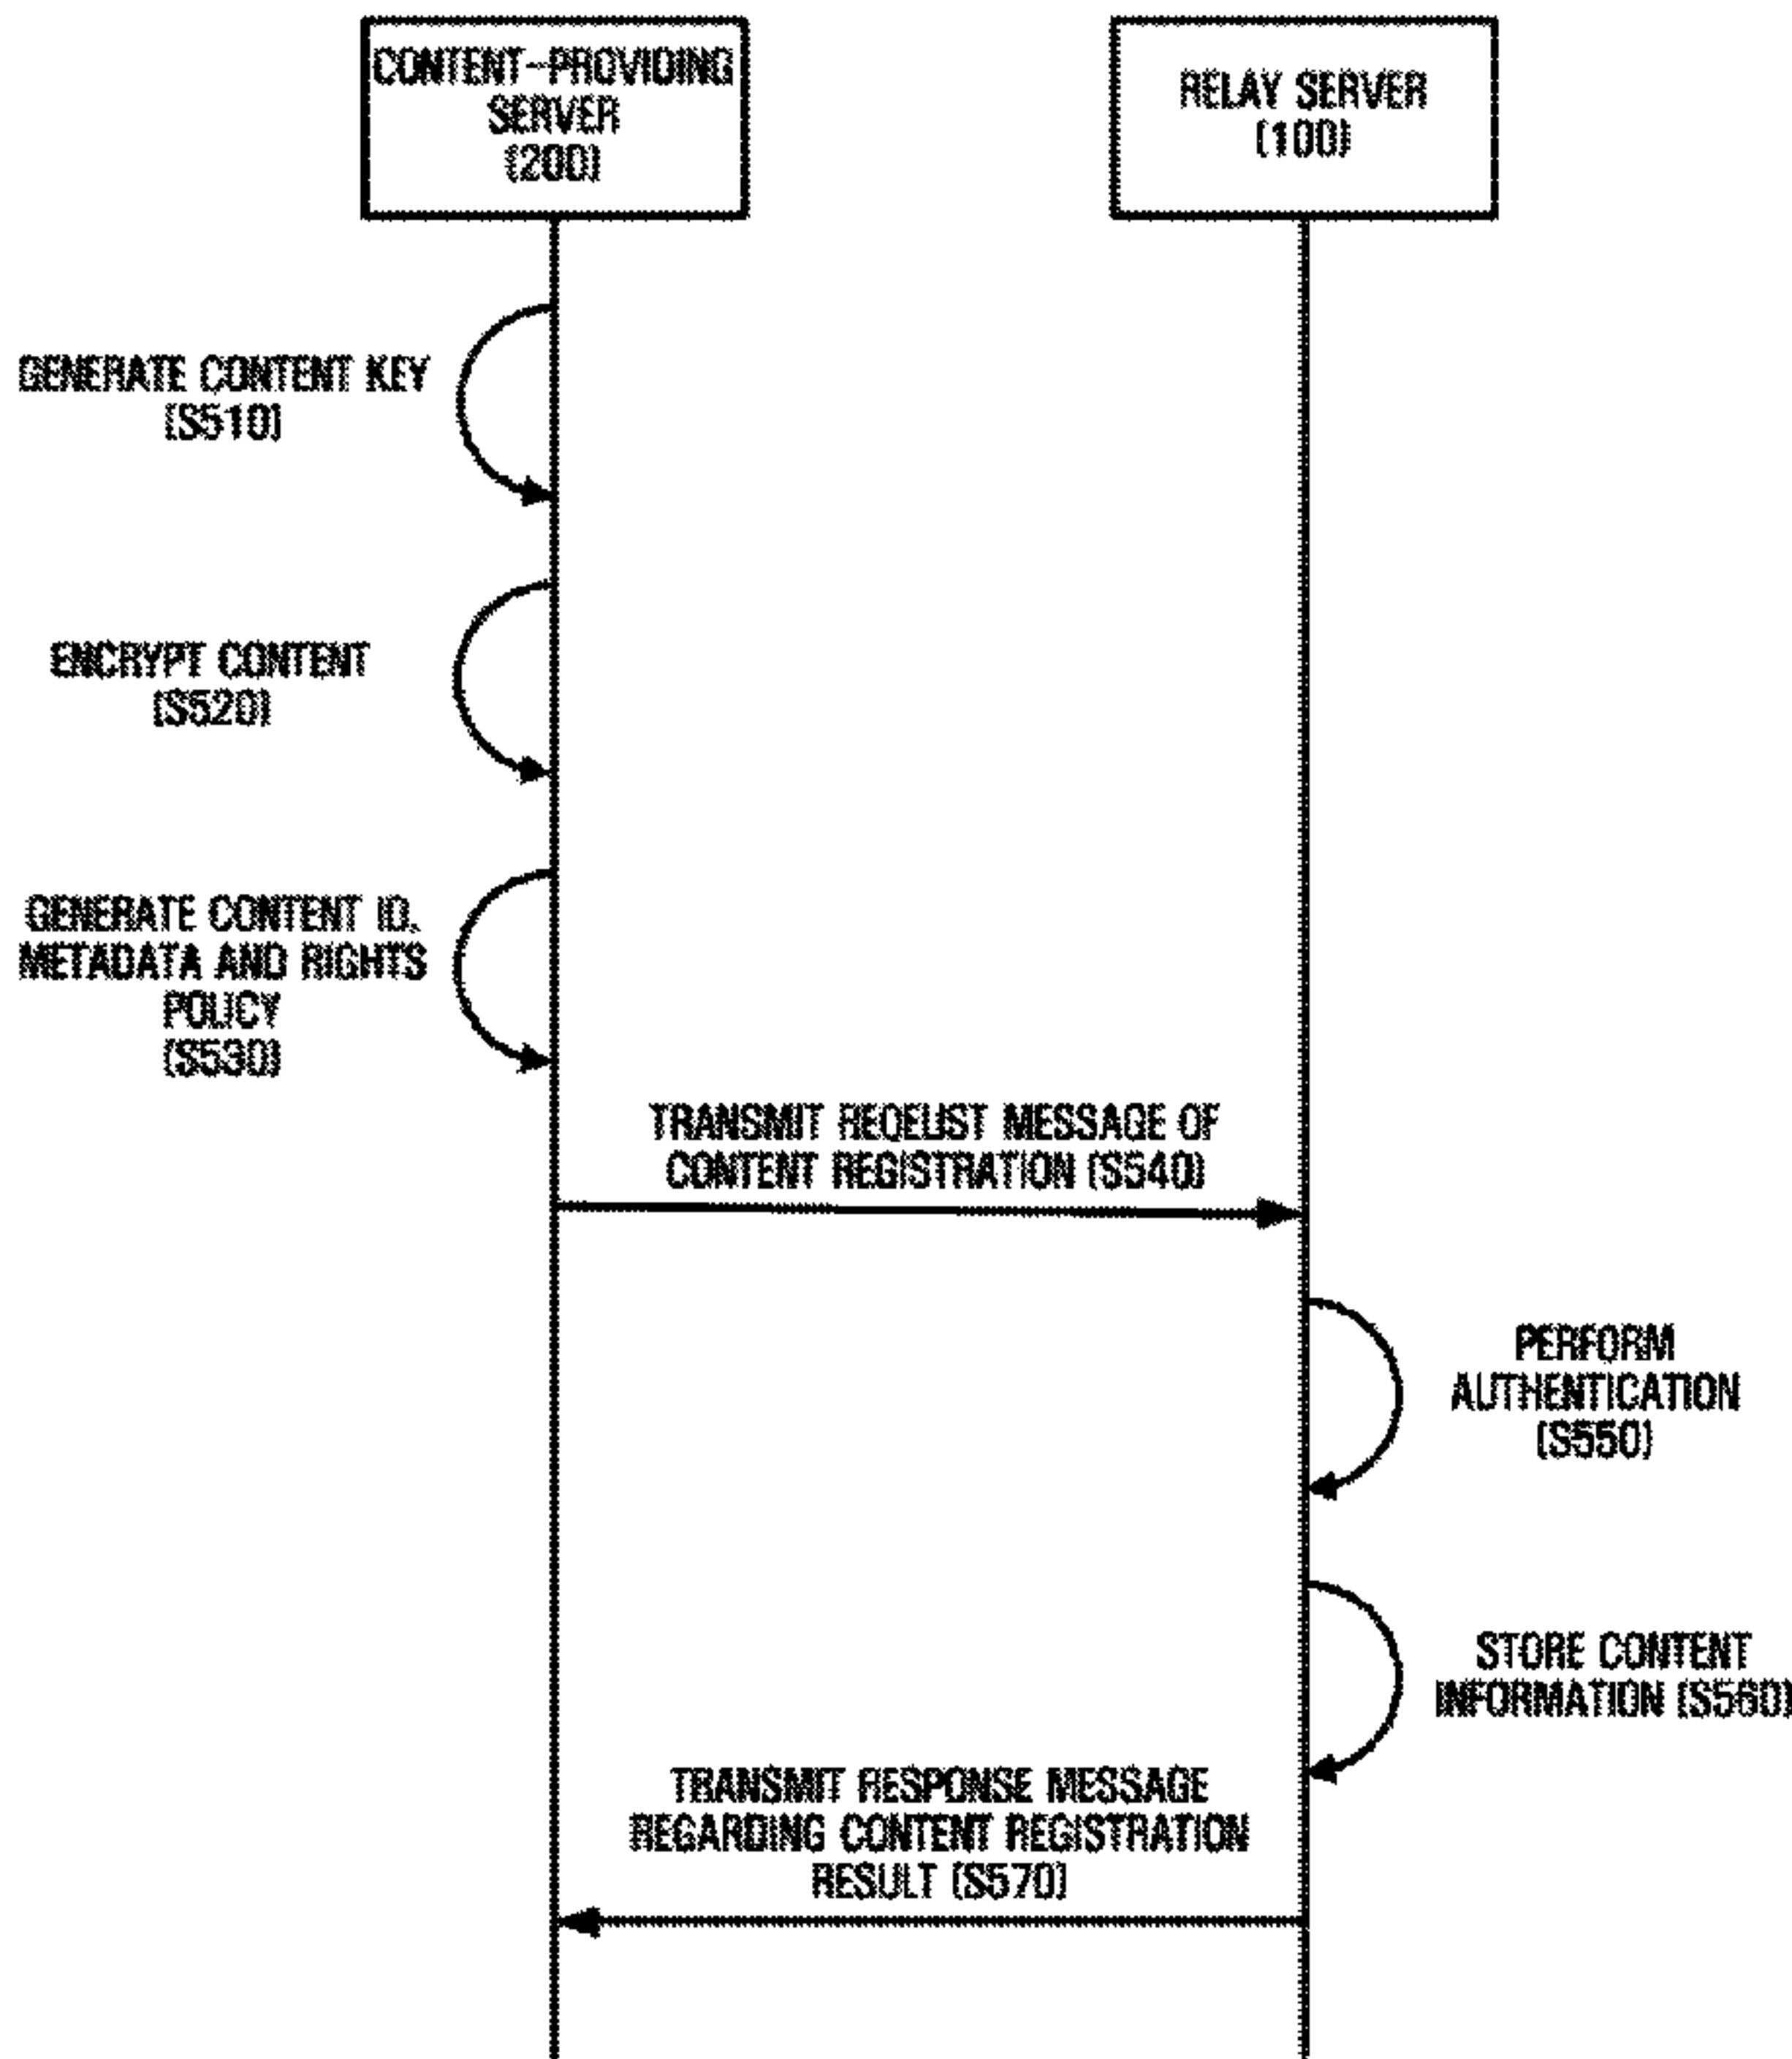 CONTENT-PROVIDING
SERVER
(200)
RELAY SERVER
(100)
GENERATE CONTENT KEY
(S510)
ENCRYPT CONTENT
(S520)
GENERATE CONTENT ID,
METADATA AND RIGHTS
POLICY
(S530)
TRANSMIT REQEUST MESSAGE OF
CONTENT REGISTRATION (S540)
PERFORM
AUTHENTICATION
(S550)
STORE CONTENT
INFORMATION (S560)
TRANSMIT RESPONSE MESSAGE
REGARDING CONTENT REGISTRATION
RESULT (S570)